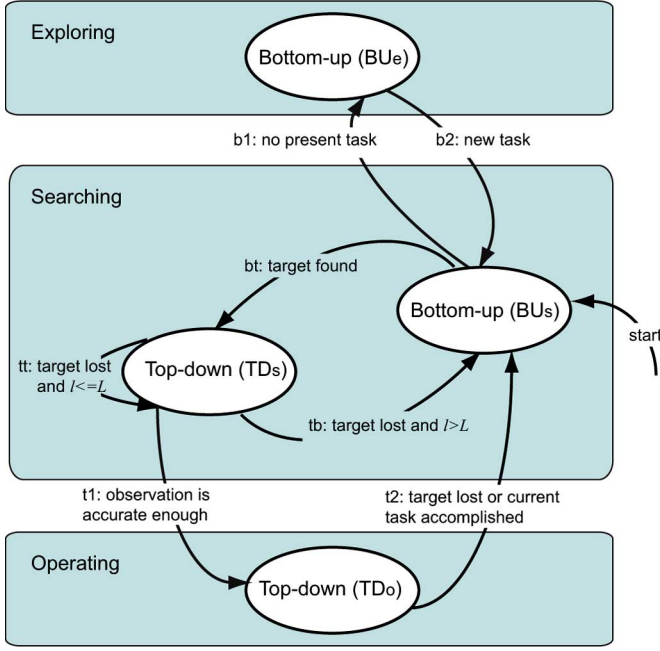 Exploring
Bottom-up (BUe)
b1: no present task
b2: new task
Searching
bt: target found
Bottom-up (BUs)
start
Top-down (TDs)
tt: target lost
and l<=L
tb: target lost and l>L
t1: observation is
accurate enough
t2: target lost or current
task accomplished
Operating
Top-down (TDo)